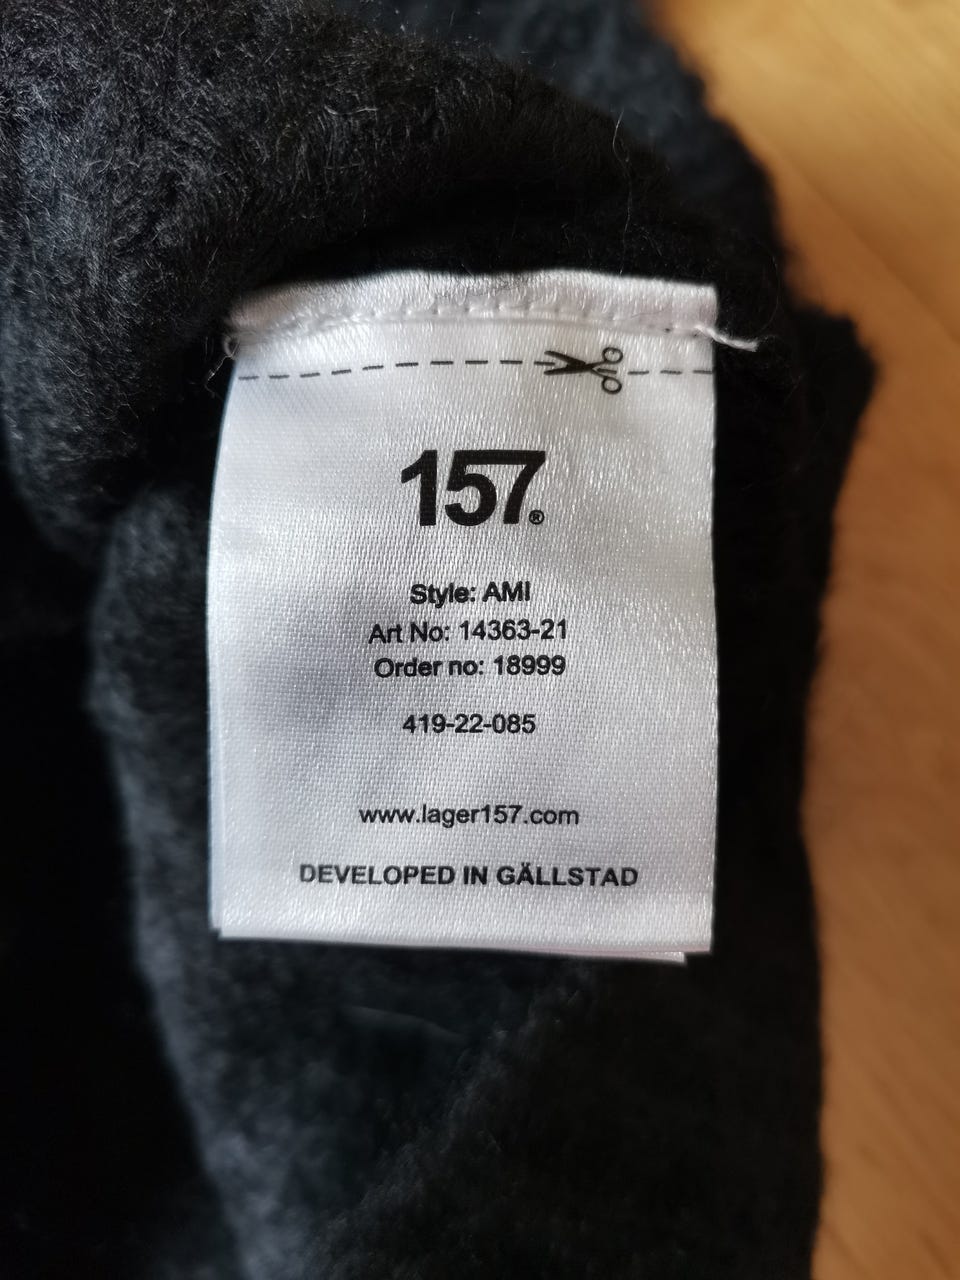 157®
Style: AMI
Art No: 14363-21
Order no: 18999
419-22-085
www.lager157.com
DEVELOPED IN GÄLLSTAD